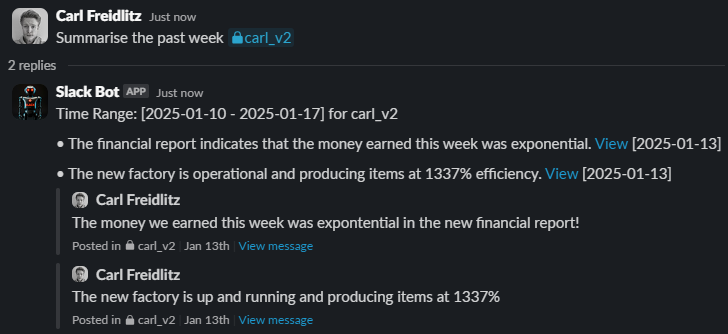 Carl Freidlitz Just now
Summarise the past week carl_v2
2 replies
Slack Bot APP Just now
Time Range: [2025-01-10 - 2025-01-17] for carl_v2
• The financial report indicates that the money earned this week was exponential. View [2025-01-13]
• The new factory is operational and producing items at 1337% efficiency. View [2025-01-13]
Carl Freidlitz
The money we earned this week was expontential in the new financial report!
Posted in carl_v2 | Jan 13th | View message
Carl Freidlitz
The new factory is up and running and producing items at 1337%
Posted in carl_v2 | Jan 13th | View message